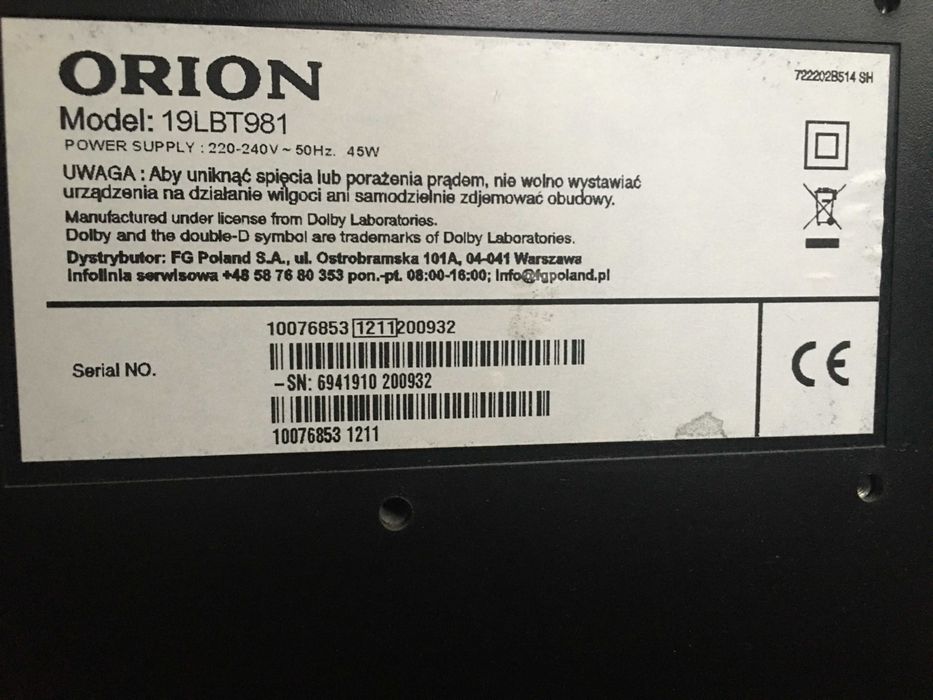 ORION
722202B514 SH
Model: 19LBT981
POWER SUPPLY : 220-240V ~ 50Hz. 45W
UWAGA : Aby uniknąć spięcia lub porażenia prądem, nie wolno wystawiać
urządzenia na działanie wilgoci ani samodzielnie zdjemować obudowy.
Manufactured under license from Dolby Laboratories.
Dolby and the double-D symbol are trademarks of Dolby Laboratories.
Dystrybutor: FG Poland S.A., ul. Ostrobramska 101A, 04-041 Warszawa
Infolinia serwisowa +48 58 76 80 353 pon.-pt. 08:00-16:00; info@fgpoland.pl
10076853 1211200932
Serial NO.
-SN: 6941910 200932
10076853 1211
CE